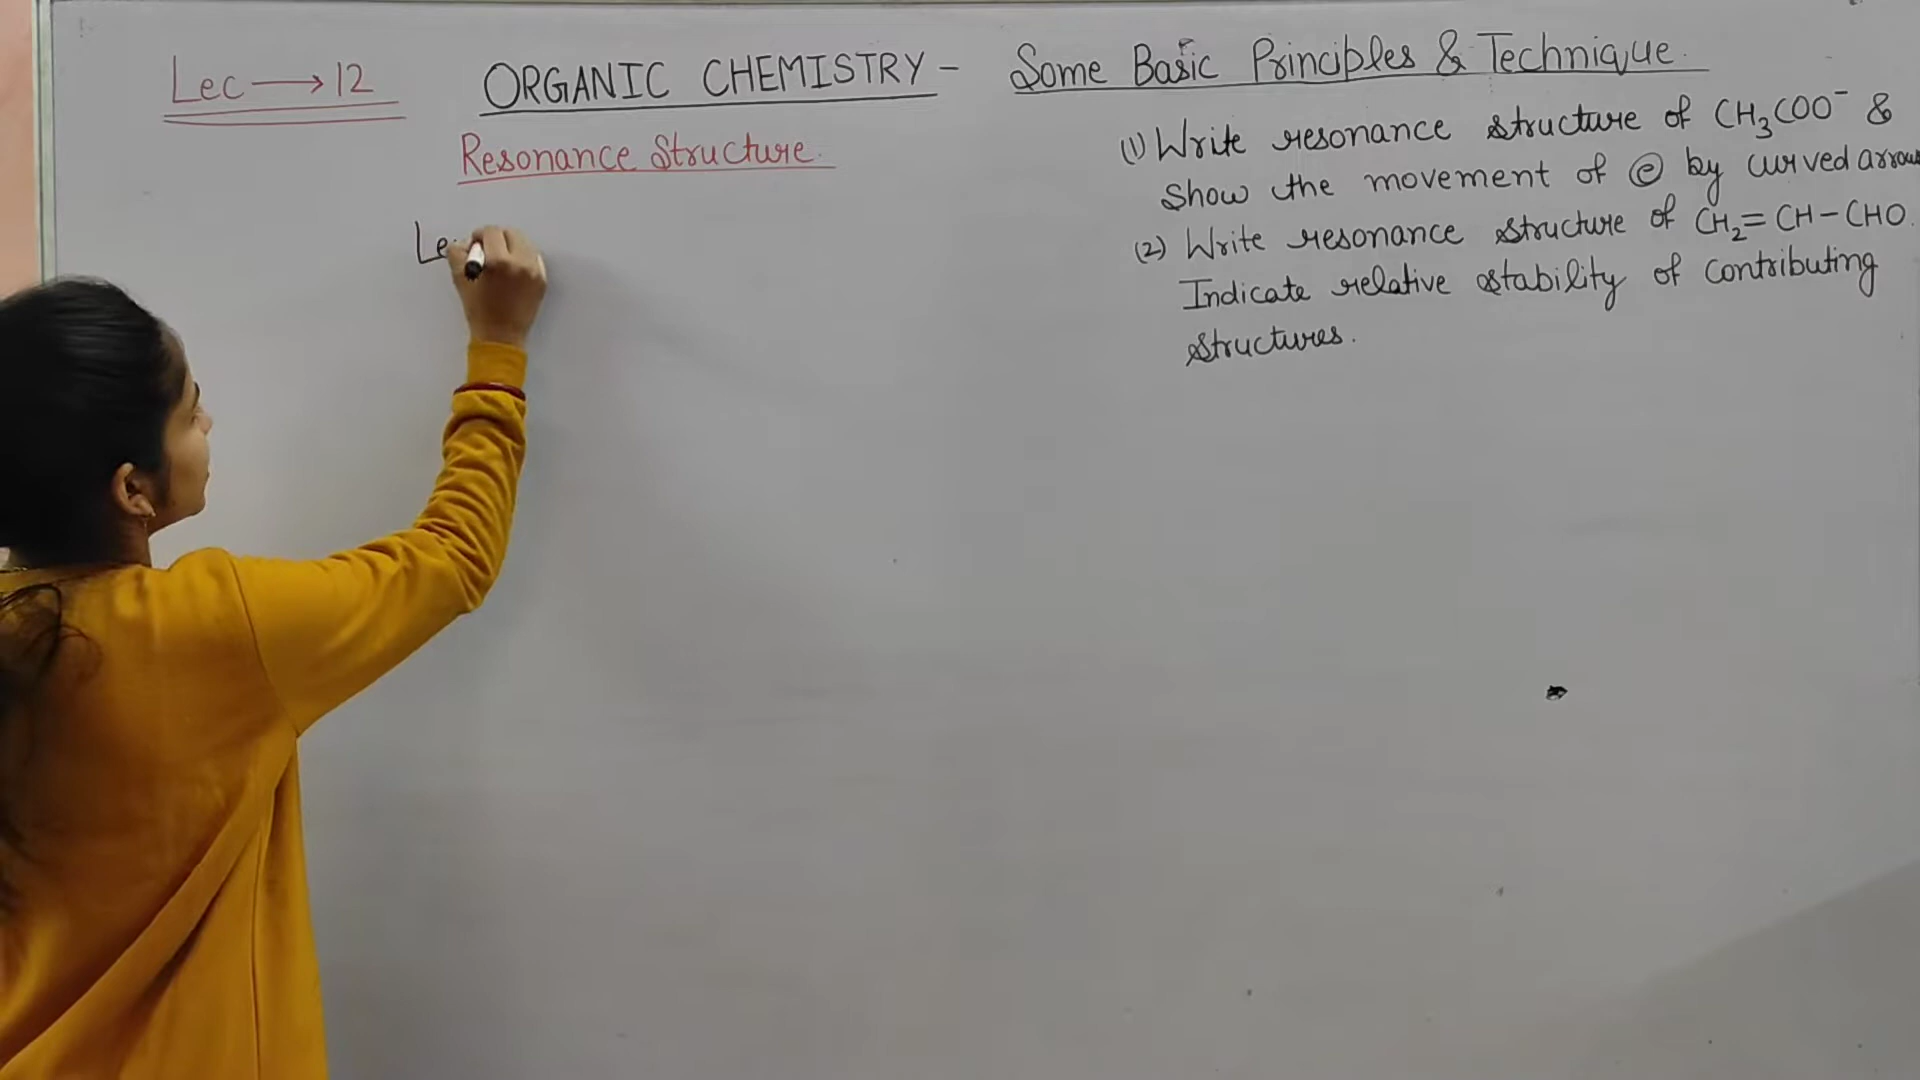 Lec → 12
ORGANIC CHEMISTRY - Some Basic Principles & Technique.
Resonance Structure.
Le
(1) Write resonance structure of CH₃COO⁻ &
Show the movement of ⓔ by curved arrows
(2) Write resonance structure of CH₂=CH-CHO.
Indicate relative stability of contributing
structures.